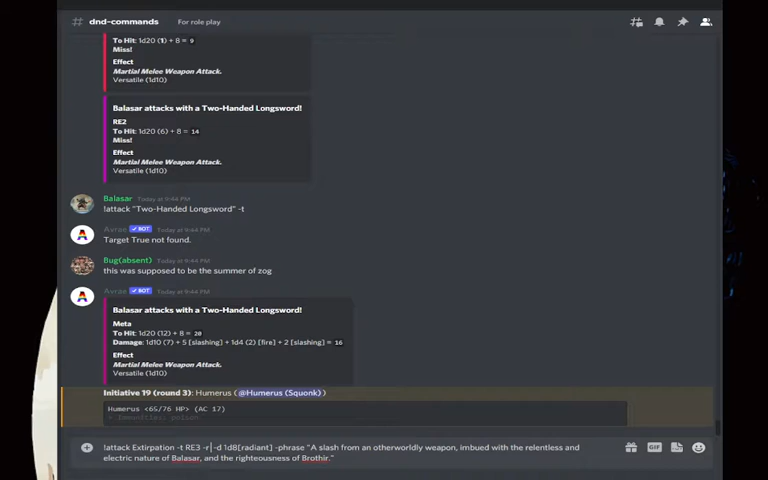 dnd-commands For role play
To Hit: 1d20 (1) + 8 = 9
Miss!
Effect
Martial Melee Weapon Attack.
Versatile (1d10)
Balasar attacks with a Two-Handed Longsword!
RE2
To Hit: 1d20 (6) + 8 = 14
Miss!
Effect
Martial Melee Weapon Attack.
Versatile (1d10)
Balasar Today at 9:44 PM
!attack "Two-Handed Longsword" -t
Avrae BOT Today at 9:44 PM
Target True not found.
Bug(absent) Today at 9:44 PM
this was supposed to be the summer of zog
Avrae BOT Today at 9:44 PM
Balasar attacks with a Two-Handed Longsword!
Meta
To Hit: 1d20 (12) + 8 = 20
Damage: 1d10 (7) + 5 [slashing] + 1d4 (2) [fire] + 2 [slashing] = 16
Effect
Martial Melee Weapon Attack.
Versatile (1d10)
Initiative 19 (round 3): Humerus (@Humerus (Squonk))
Humerus <65/76 HP> (AC 17)
> Immunities: poison
!attack Extirpation -t RE3 -r -d 1d8[radiant] -phrase "A slash from an otherworldly weapon, imbued with the relentless and
electric nature of Balasar, and the righteousness of Brothir."
GIF